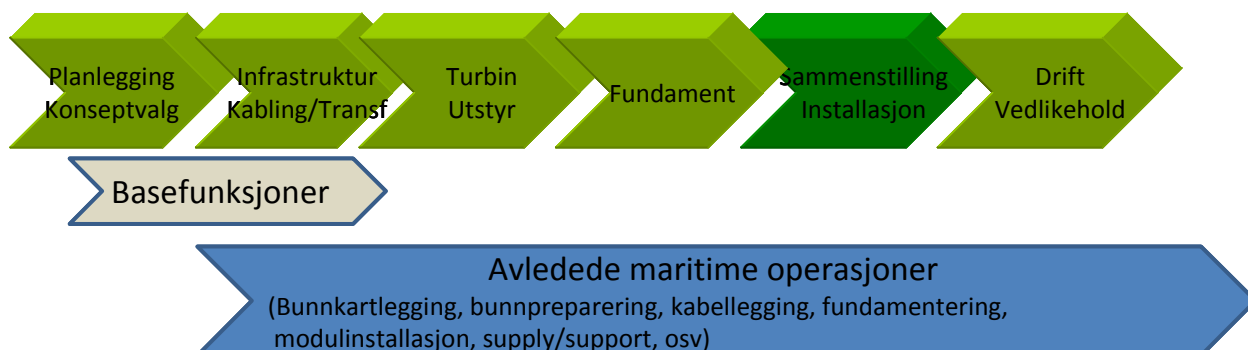 Planlegging
Konseptvalg
Infrastruktur
Kabling/Transf
Turbin
Utstyr
Fundament
Sammenstilling
Installasjon
Drift
Vedlikehold
Basefunksjoner
Avledede maritime operasjoner
(Bunnkartlegging, bunnpreparering, kabellegging, fundamentering,
modulinstallasjon, supply/support, osv)